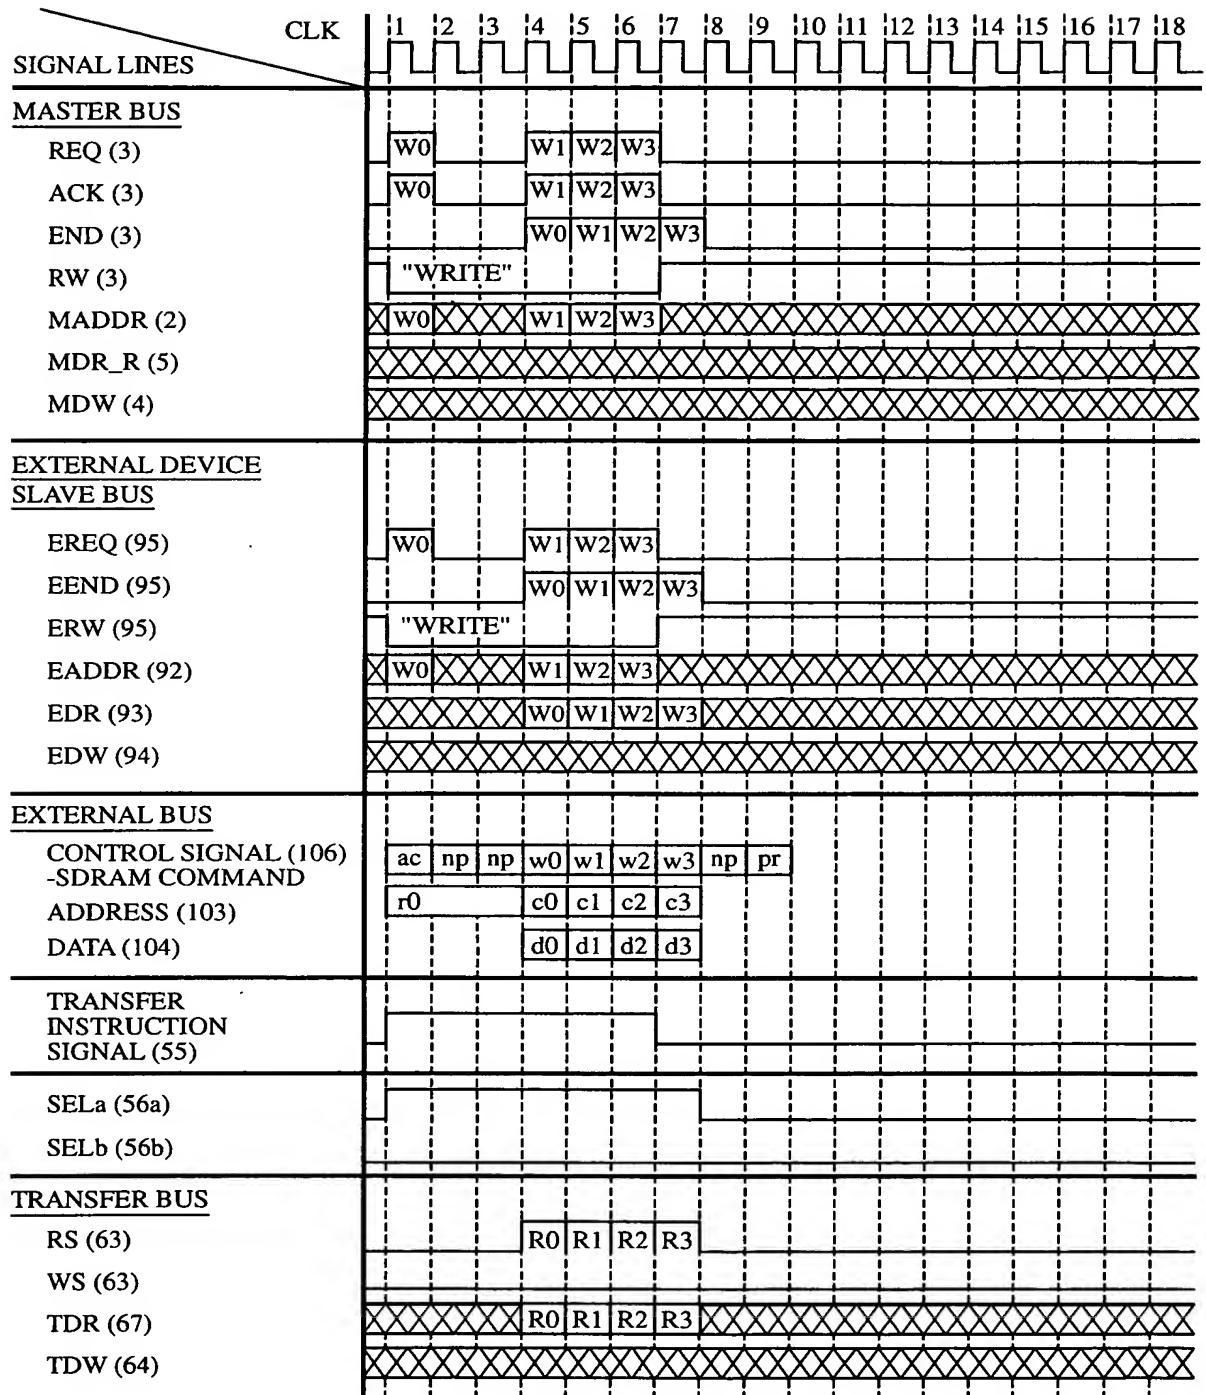 CLK 1 2 3 4 5 6 7 8 9 10 11 12 13 14 15 16 17 18
SIGNAL LINES
MASTER BUS
REQ (3) W0 W1 W2 W3
ACK (3) W0 W1 W2 W3
END (3) W0 W1 W2 W3
RW (3) "WRITE"
MADDR (2) W0 W1 W2 W3
MDR_R (5)
MDW (4)
EXTERNAL DEVICE
SLAVE BUS
EREQ (95) W0 W1 W2 W3
EEND (95) W0 W1 W2 W3
ERW (95) "WRITE"
EADDR (92) W0 W1 W2 W3
EDR (93) W0 W1 W2 W3
EDW (94)
EXTERNAL BUS
CONTROL SIGNAL (106) ac np np w0 w1 w2 w3 np pr
-SDRAM COMMAND
ADDRESS (103) r0 c0 c1 c2 c3
DATA (104) d0 d1 d2 d3
TRANSFER
INSTRUCTION
SIGNAL (55)
SELa (56a)
SELb (56b)
TRANSFER BUS
RS (63) R0 R1 R2 R3
WS (63)
TDR (67) R0 R1 R2 R3
TDW (64)